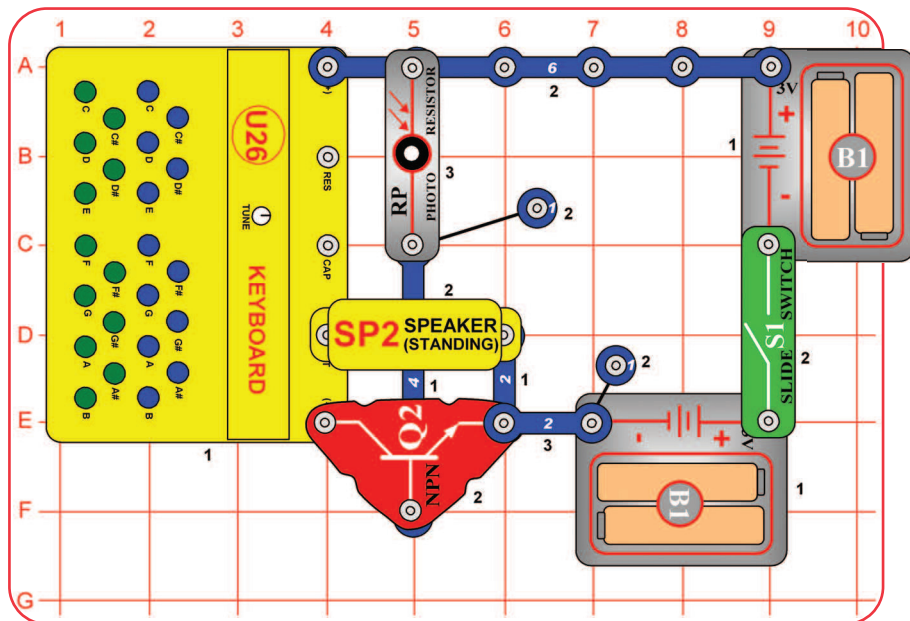 1 2 3 4 5 6 7 8 9 10
A
B
C
D
E
F
G
U26
KEYBOARD
TUNE
C
C#
D
D#
E
F
F#
G
G#
A
A#
B
C
C#
D
D#
E
F
F#
G
G#
A
A#
B
RES
CAP
1
RP
PHOTO RESISTOR
3
6
2
1
2
2
SP2 SPEAKER
(STANDING)
4
1
2
1
Q2
NPN
2
2
3
1
2
3V
+
-
B1
1
S1
SLIDE SWITCH
2
-
+
B1
1